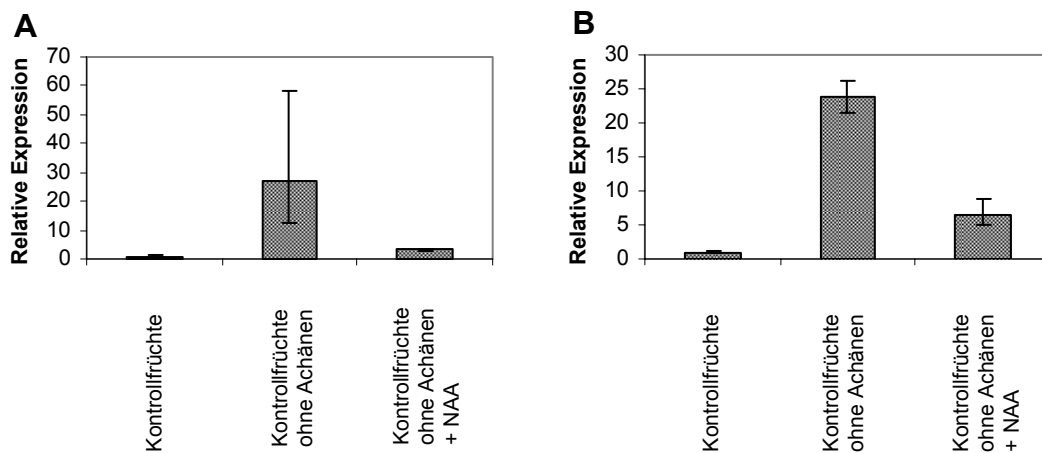 A
Relative Expression
70
60
50
40
30
20
10
0
Kontrollfrüchte
Kontrollfrüchte
ohne Achänen
Kontrollfrüchte
ohne Achänen
+ NAA
B
Relative Expression
30
25
20
15
10
5
0
Kontrollfrüchte
Kontrollfrüchte
ohne Achänen
Kontrollfrüchte
ohne Achänen
+ NAA